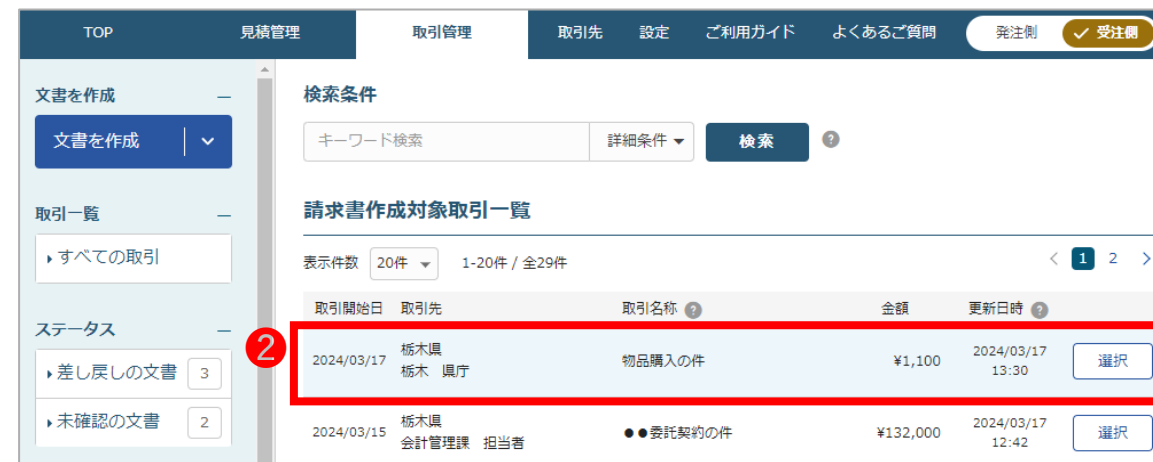 TOP 見積管理 取引管理 取引先 設定 ご利用ガイド よくあるご質問 発注側 受注側
文書を作成
文書を作成
取引一覧
すべての取引
ステータス
差し戻しの文書 3
未確認の文書 2
検索条件
キーワード検索 詳細条件 検索 ?
請求書作成対象取引一覧
表示件数 20件 1-20件 / 全29件 < 1 2 >
取引開始日 取引先 取引名称 ? 金額 更新日時 ?
2
2024/03/17 栃木県 栃木 県庁 物品購入の件 ¥1,100 2024/03/17 13:30 選択
2024/03/15 栃木県 会計管理課 担当者 ●●委託契約の件 ¥132,000 2024/03/17 12:42 選択